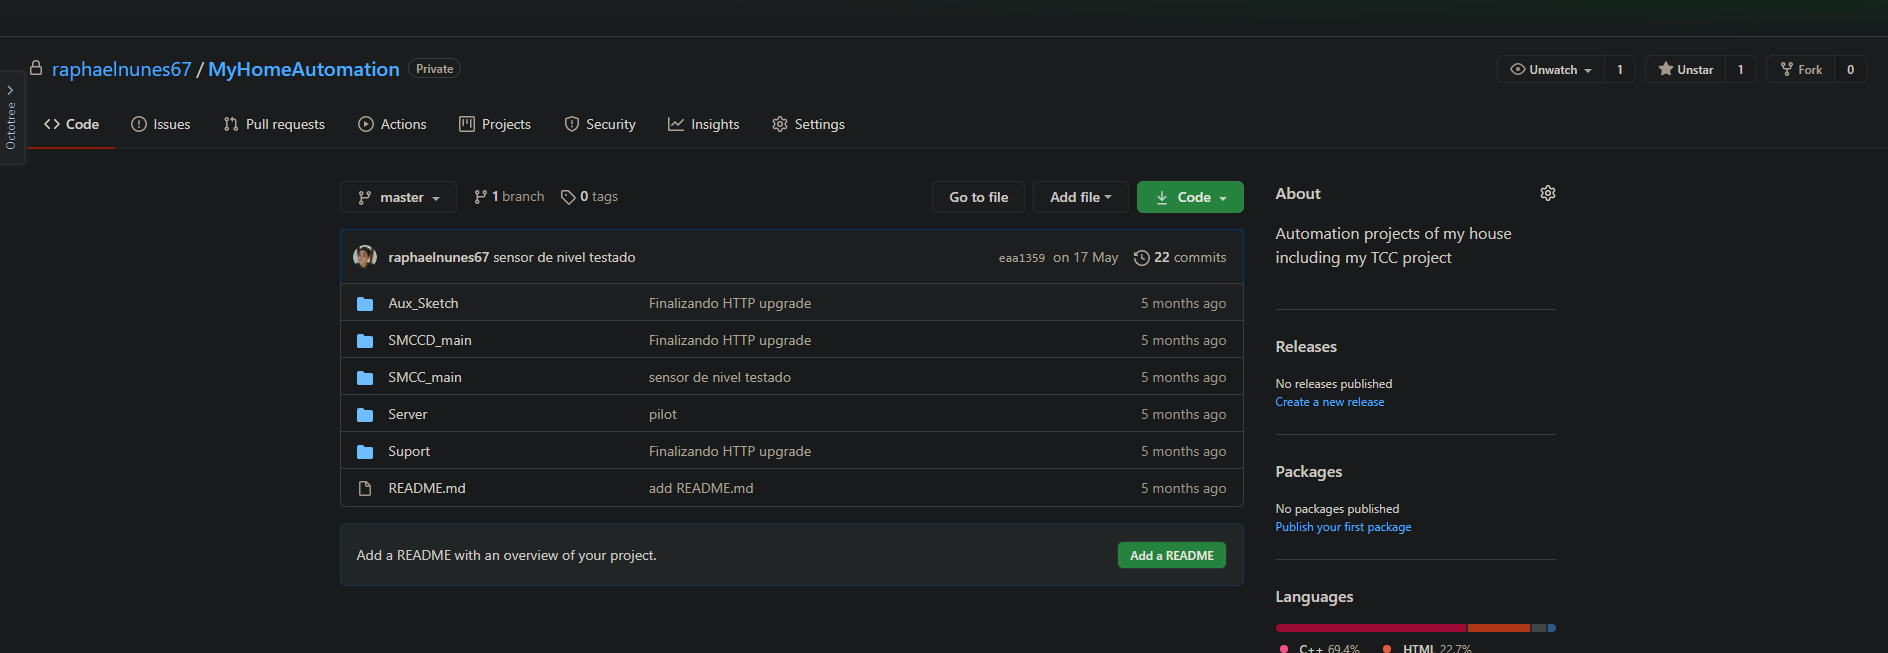 raphaelnunes67 / MyHomeAutomation Private
Unwatch 1 Unstar 1 Fork 0
Octotree
Code Issues Pull requests Actions Projects Security Insights Settings
master 1 branch 0 tags Go to file Add file Code
raphaelnunes67 sensor de nivel testado eaa1359 on 17 May 22 commits
Aux_Sketch Finalizando HTTP upgrade 5 months ago
SMCCD_main Finalizando HTTP upgrade 5 months ago
SMCC_main sensor de nivel testado 5 months ago
Server pilot 5 months ago
Suport Finalizando HTTP upgrade 5 months ago
README.md add README.md 5 months ago
Add a README with an overview of your project. Add a README
About
Automation projects of my house
including my TCC project
Releases
No releases published
Create a new release
Packages
No packages published
Publish your first package
Languages
C++ 69.4% HTML 22.7%